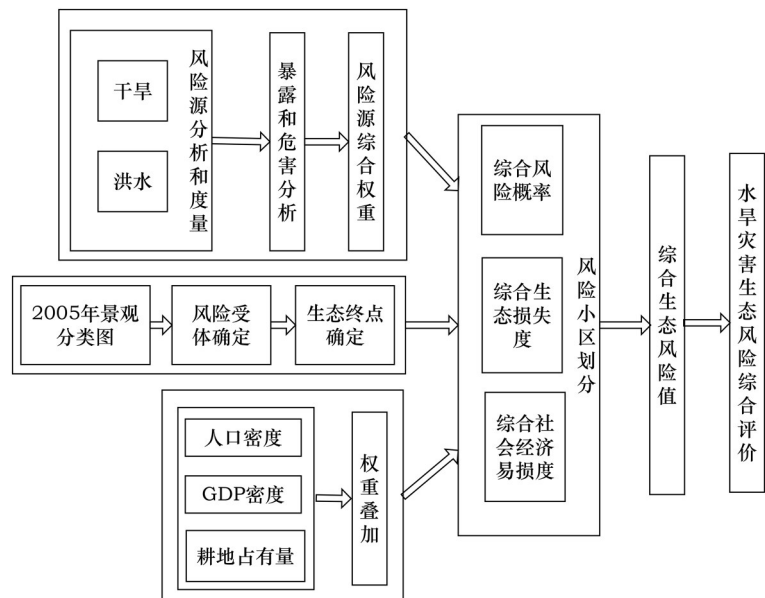 干旱
洪水
风险源分析和度量
暴露和危害分析
风险源综合权重
2005年景观
分类图
风险受
体确定
生态终点
确定
人口密度
GDP密度
耕地占有量
权重叠加
综合风
险概率
综合生
态损失
度
综合社
会经济
易损度
风险小区划分
综合生态风险值
水旱灾害生态风险综合评价